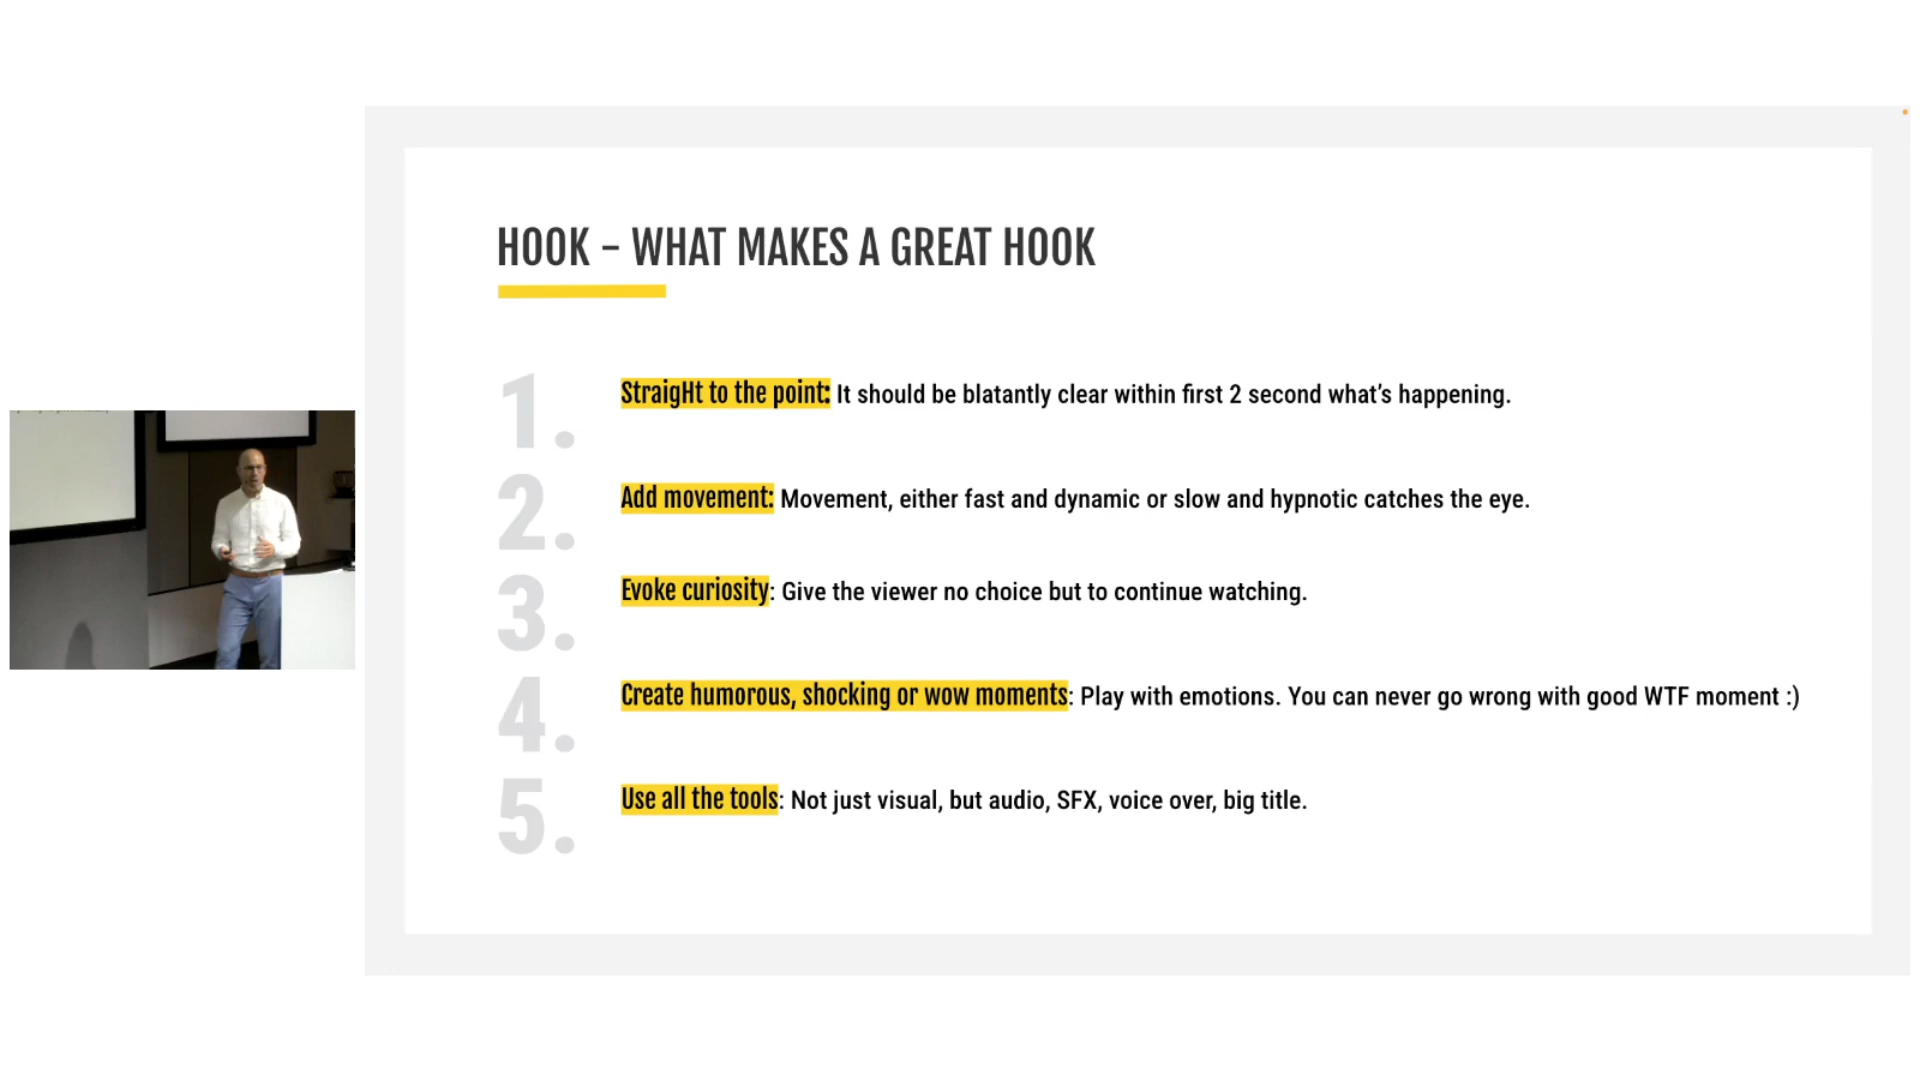 HOOK – WHAT MAKES A GREAT HOOK
1. StraigHt to the point: It should be blatantly clear within first 2 second what's happening.
2. Add movement: Movement, either fast and dynamic or slow and hypnotic catches the eye.
3. Evoke curiosity: Give the viewer no choice but to continue watching.
4. Create humorous, shocking or wow moments: Play with emotions. You can never go wrong with good WTF moment :)
5. Use all the tools: Not just visual, but audio, SFX, voice over, big title.